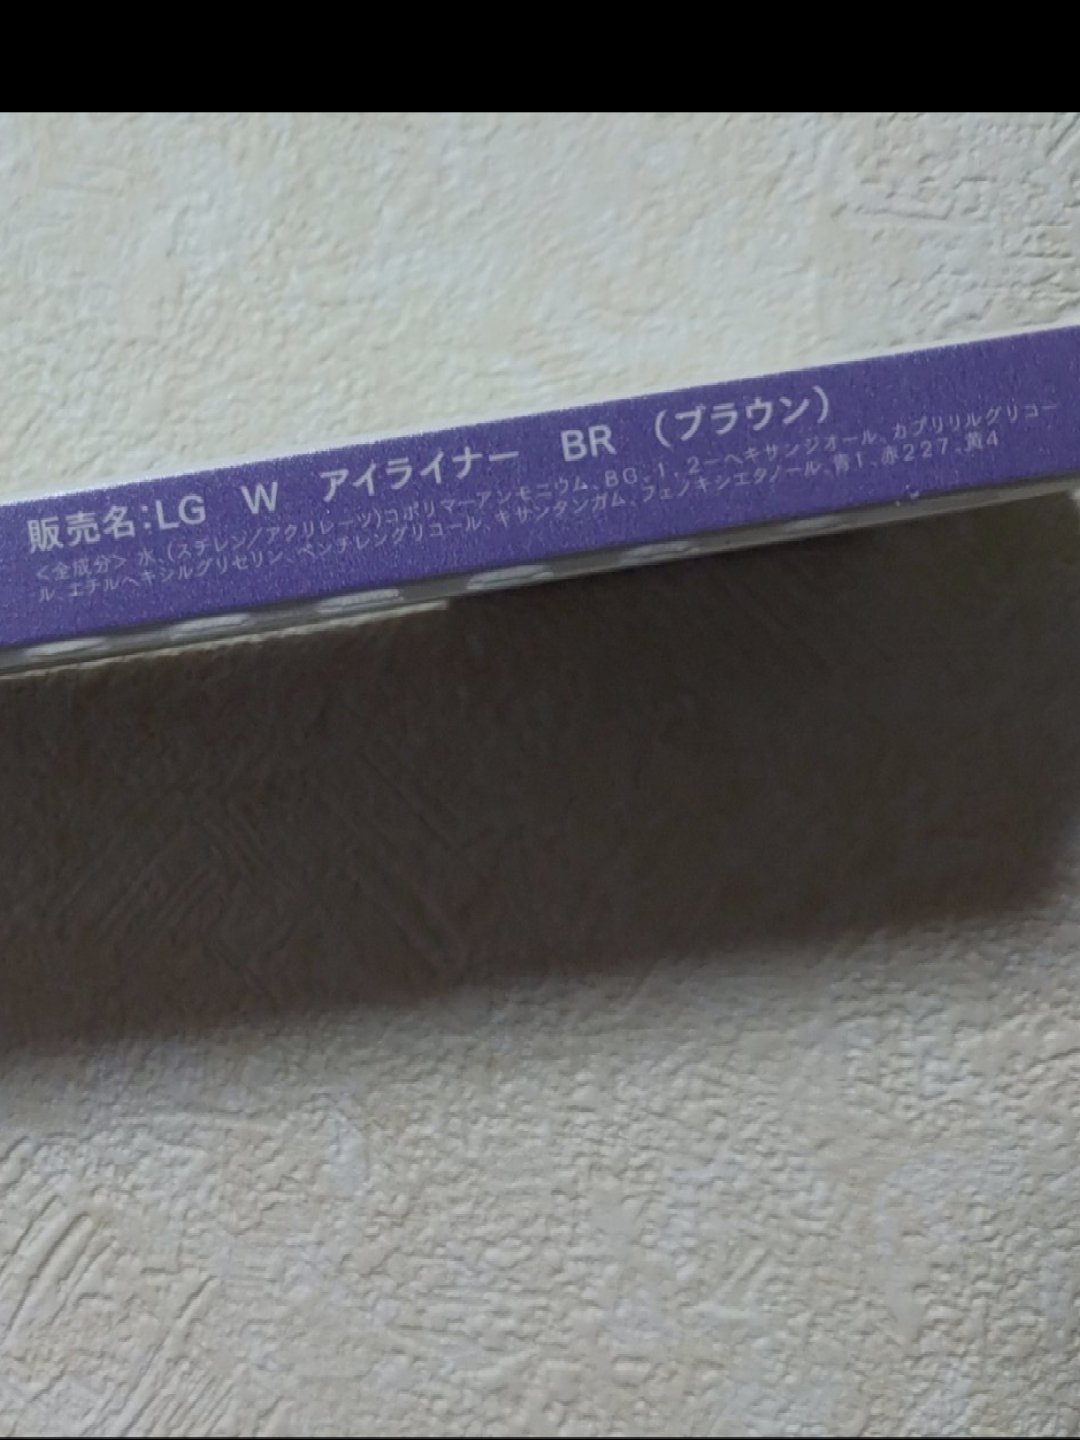 販売名:LG W アイライナー BR (ブラウン)
<全成分> 水、(スチレン/アクリレーツ)コポリマーアンモニウム、BG、1,2-ヘキサンジオール、カプリリルグリコー
ル、エチルヘキシルグリセリン、ペンチレングリコール、キサンタンガム、フェノキシエタノール、青1、赤227、黄4